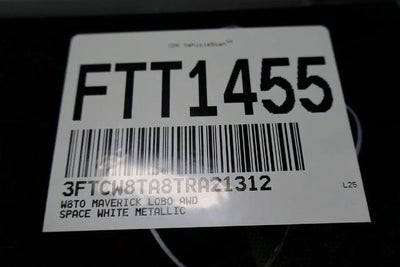 CDK VehicleScan™
FTT1455
3FTCW8TA8TRA21312
L25
W8T0 MAVERICK LOBO AWD
SPACE WHITE METALLIC